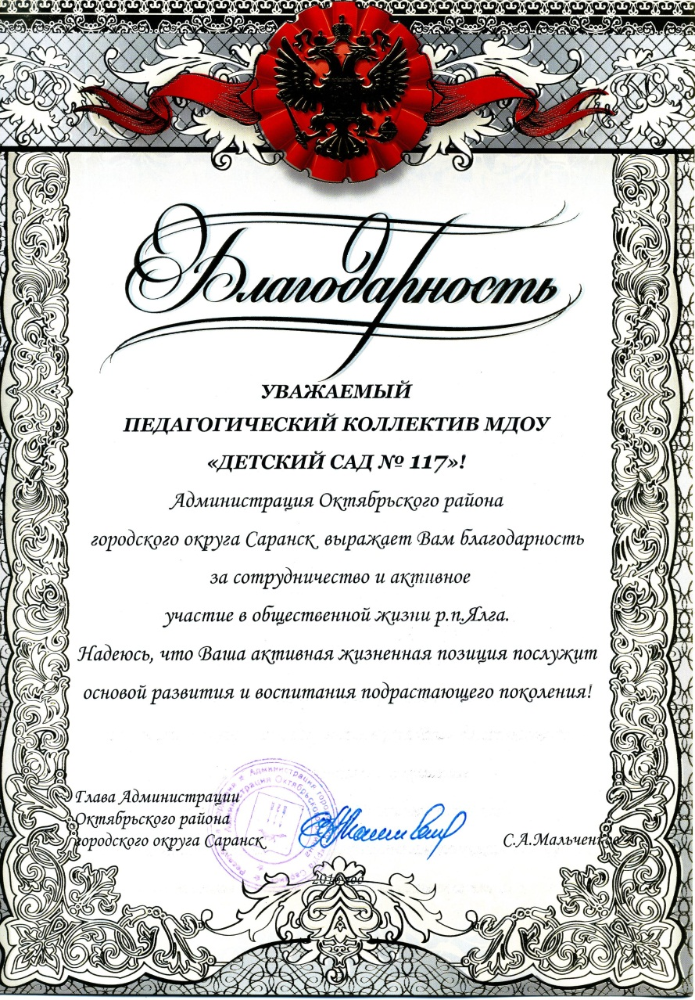 Благодарность
УВАЖАЕМЫЙ
ПЕДАГОГИЧЕСКИЙ КОЛЛЕКТИВ МДОУ
«ДЕТСКИЙ САД № 117»!
Администрация Октябрьского района
городского округа Саранск выражает Вам благодарность
за сотрудничество и активное
участие в общественной жизни р.п.Ялга.
Надеюсь, что Ваша активная жизненная позиция послужит
основой развития и воспитания подрастающего поколения!
Глава Администрации
Октябрьского района
городского округа Саранск
С.А.Мальченков
год